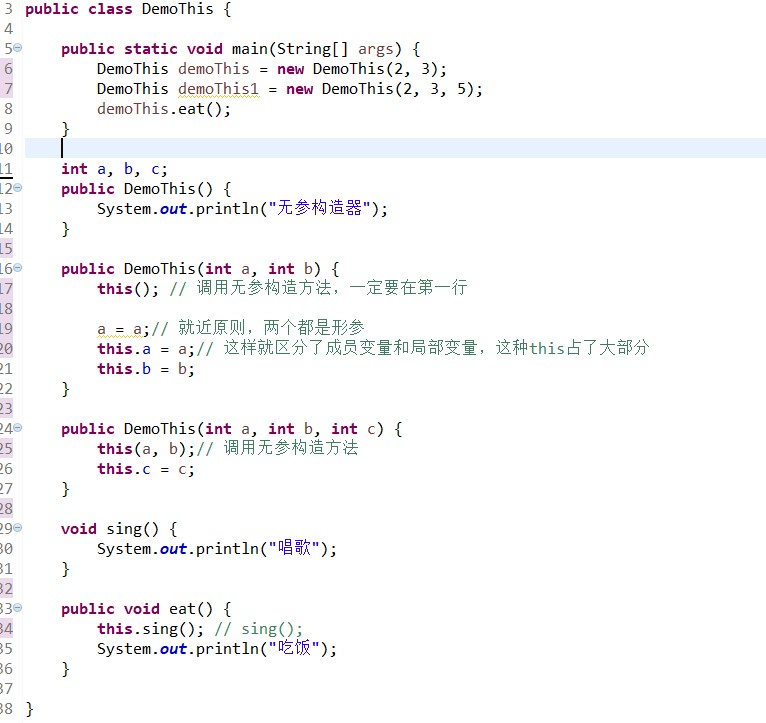 3 public class DemoThis {
4
5 public static void main(String[] args) {
6 DemoThis demoThis = new DemoThis(2, 3);
7 DemoThis demoThis1 = new DemoThis(2, 3, 5);
8 demoThis.eat();
9 }
10
11 int a, b, c;
12 public DemoThis() {
13 System.out.println("无参构造器");
14 }
15
16 public DemoThis(int a, int b) {
17 this(); // 调用无参构造方法，一定要在第一行
18
19 a = a;// 就近原则，两个都是形参
20 this.a = a;// 这样就区分了成员变量和局部变量，这种this占了大部分
21 this.b = b;
22 }
23
24 public DemoThis(int a, int b, int c) {
25 this(a, b);// 调用无参构造方法
26 this.c = c;
27 }
28
29 void sing() {
30 System.out.println("唱歌");
31 }
32
33 public void eat() {
34 this.sing(); // sing();
35 System.out.println("吃饭");
36 }
37
38 }